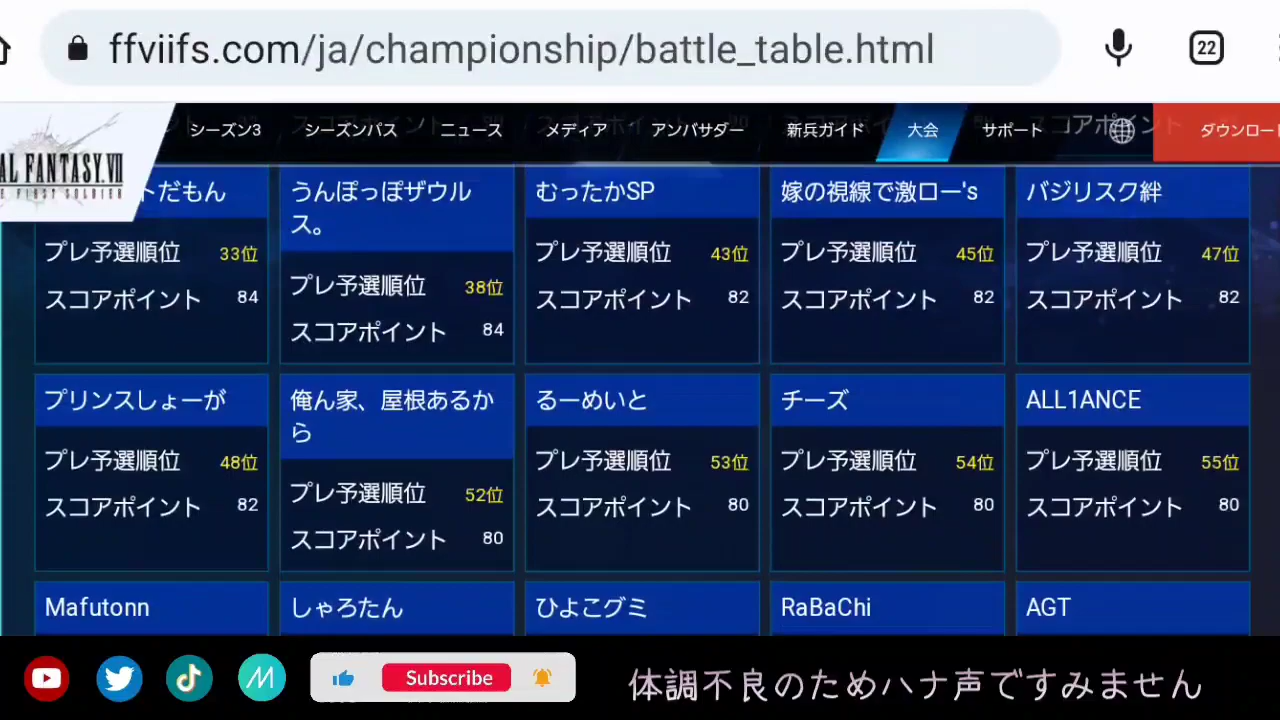 ffviifs.com/ja/championship/battle_table.html
22
シーズン3 シーズンパス ニュース メディア アンバサダー 新兵ガイド 大会 サポート ダウンロー
AL FANTASY VII
E FIRST SOLDIER
トだもん うんぽっぽザウル むったかSP 嫁の視線で激ロー's バジリスク絆
ス。
プレ予選順位 33位 プレ予選順位 43位 プレ予選順位 45位 プレ予選順位 47位
プレ予選順位 38位
スコアポイント 84 スコアポイント 82 スコアポイント 82 スコアポイント 82
スコアポイント 84
プリンスしょーが 俺ん家、屋根あるか るーめいと チーズ ALL1ANCE
ら
プレ予選順位 48位 プレ予選順位 53位 プレ予選順位 54位 プレ予選順位 55位
プレ予選順位 52位
スコアポイント 82 スコアポイント 80 スコアポイント 80 スコアポイント 80
スコアポイント 80
Mafutonn しゃろたん ひよこグミ RaBaChi AGT
Subscribe
体調不良のためハナ声ですみません